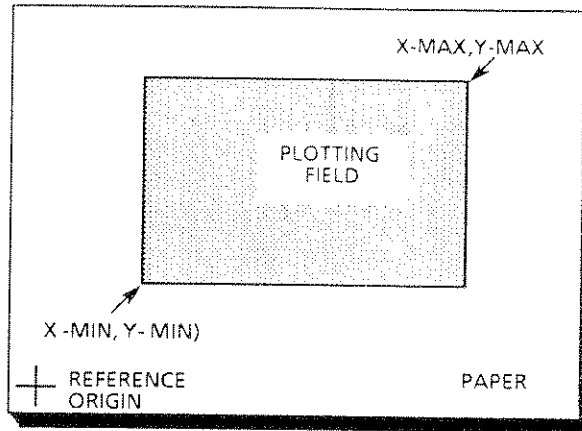 X-MAX,Y-MAX
PLOTTING
FIELD
X-MIN, Y-MIN)
REFERENCE
ORIGIN
PAPER